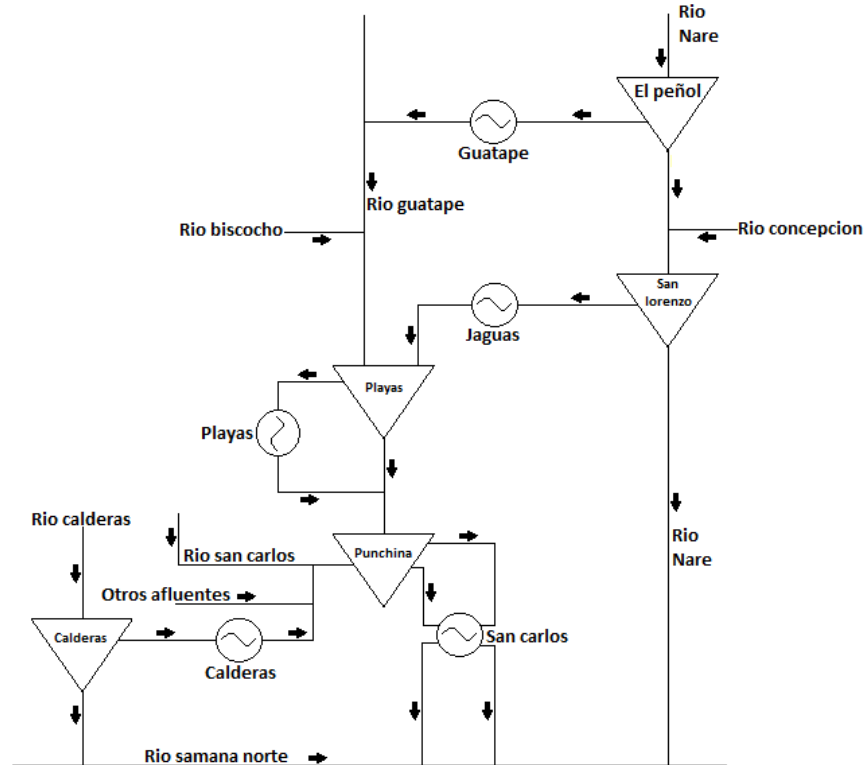 Rio
Nare
El peñol
Guatape
Rio guatape
Rio biscocho
Rio concepcion
San
lorenzo
Jaguas
Playas
Playas
Rio calderas
Rio san carlos
Punchina
Rio
Nare
Otros afluentes
Calderas
San carlos
Calderas
Rio samana norte